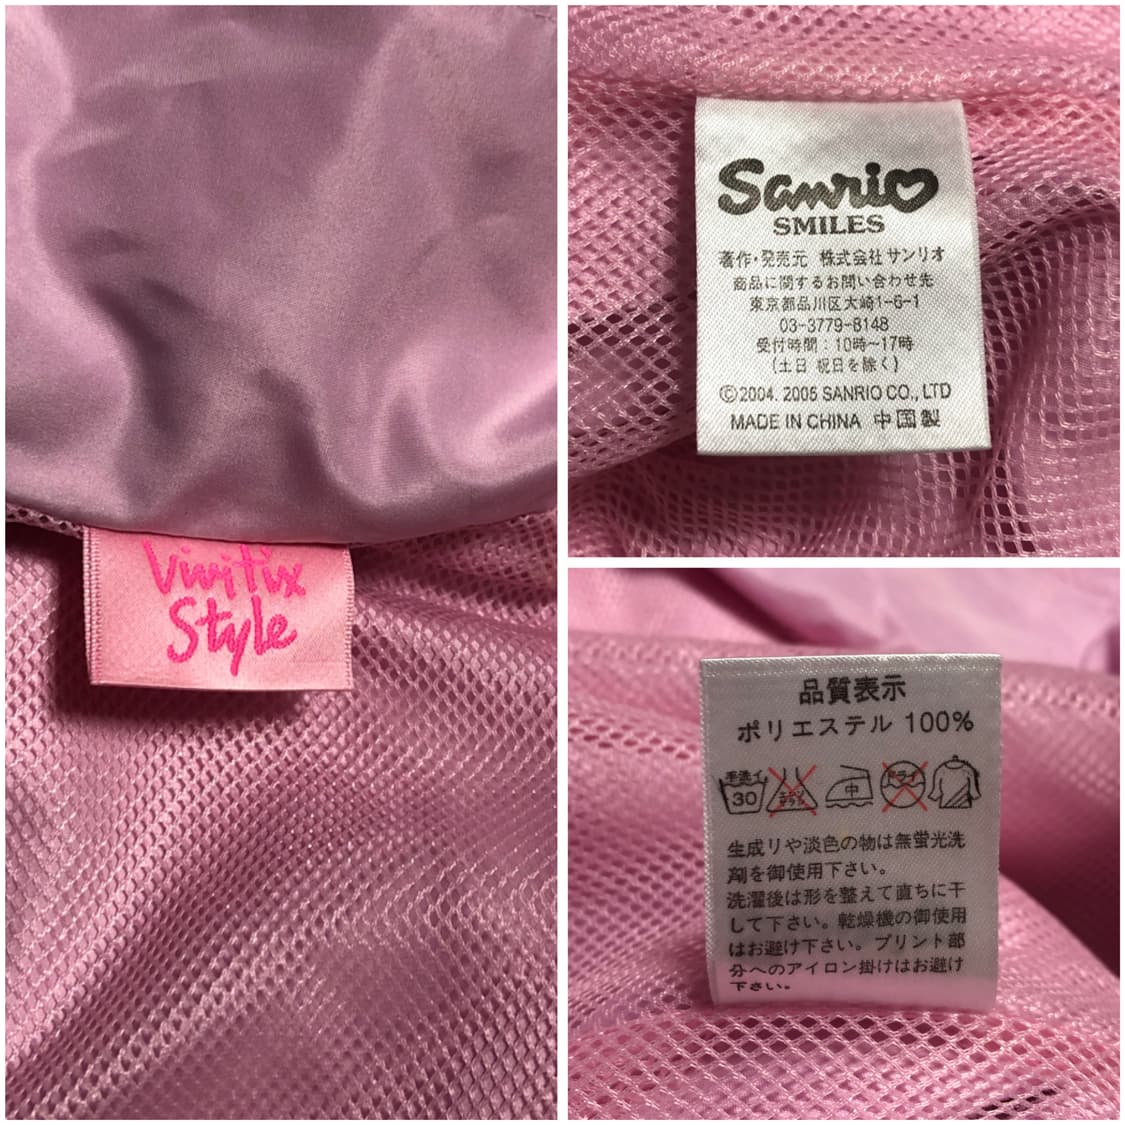 Vivitix
Style
Sanrio
SMILES
著作・発売元 株式会社サンリオ
商品に関するお問い合わせ先
東京都品川区大崎1-6-1
03-3779-8148
受付時間：10時〜17時
(土日 祝日を除く)
©2004. 2005 SANRIO CO., LTD
MADE IN CHINA 中国製
品質表示
ポリエステル 100%
手洗イ
30
エンソサラシ
中
ドライ
生成リや淡色の物は無蛍光洗
剤を御使用下さい。
洗濯後は形を整えて直ちに干
して下さい。乾燥機の御使用
はお避け下さい。プリント部
分へのアイロン掛けはお避け
下さい。